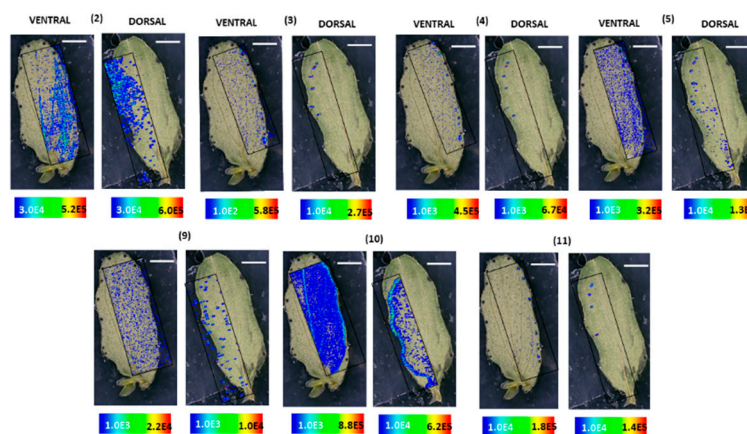 VENTRAL (2) DORSAL VENTRAL (3) DORSAL VENTRAL (4) DORSAL VENTRAL (5) DORSAL
3.0E4 5.2E5 3.0E4 6.0E5 1.0E2 5.8E5 1.0E4 2.7E5 1.0E3 4.5E5 1.0E4 6.7E4 1.0E3 3.2E5 1.0E4 1.3E
(9) (10) (11)
1.0E3 2.2E4 1.0E3 1.0E4 1.0E3 8.8E5 1.0E3 6.2E5 1.0E4 1.8E5 1.0E4 1.4E5